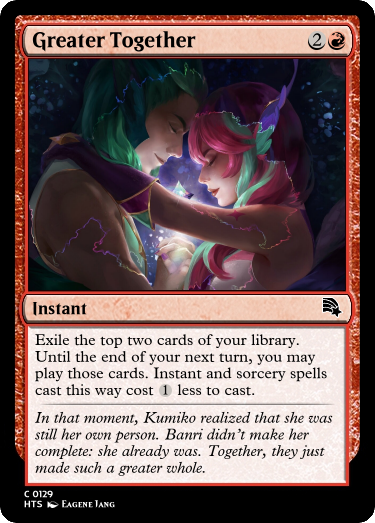 Greater Together 2
Instant
Exile the top two cards of your library.
Until the end of your next turn, you may
play those cards. Instant and sorcery spells
cast this way cost 1 less to cast.
In that moment, Kumiko realized that she was
still her own person. Banri didn't make her
complete: she already was. Together, they just
made such a greater whole.
C 0129
HTS Eagene Jang